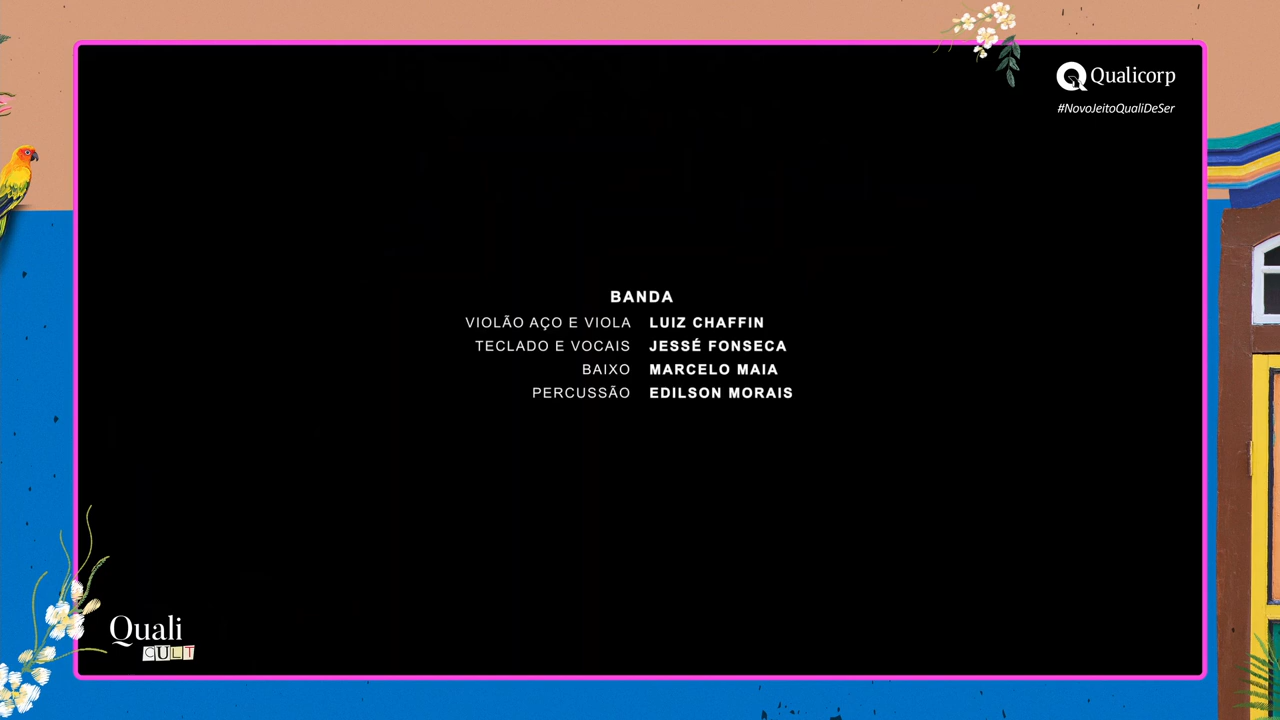 Qualicorp
#NovoJeitoQualiDeSer
BANDA
VIOLÃO AÇO E VIOLA LUIZ CHAFFIN
TECLADO E VOCAIS JESSÉ FONSECA
BAIXO MARCELO MAIA
PERCUSSÃO EDILSON MORAIS
Quali
CULT